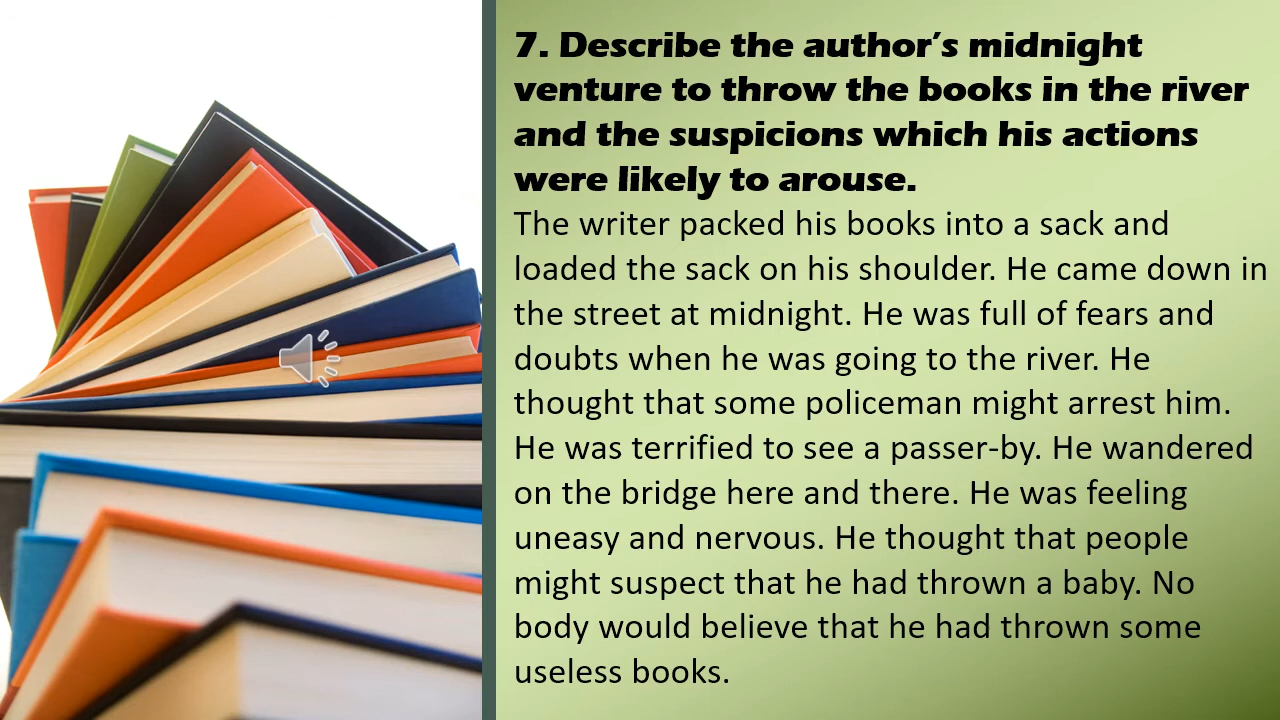 7. Describe the author's midnight
venture to throw the books in the river
and the suspicions which his actions
were likely to arouse.
The writer packed his books into a sack and
loaded the sack on his shoulder. He came down in
the street at midnight. He was full of fears and
doubts when he was going to the river. He
thought that some policeman might arrest him.
He was terrified to see a passer-by. He wandered
on the bridge here and there. He was feeling
uneasy and nervous. He thought that people
might suspect that he had thrown a baby. No
body would believe that he had thrown some
useless books.